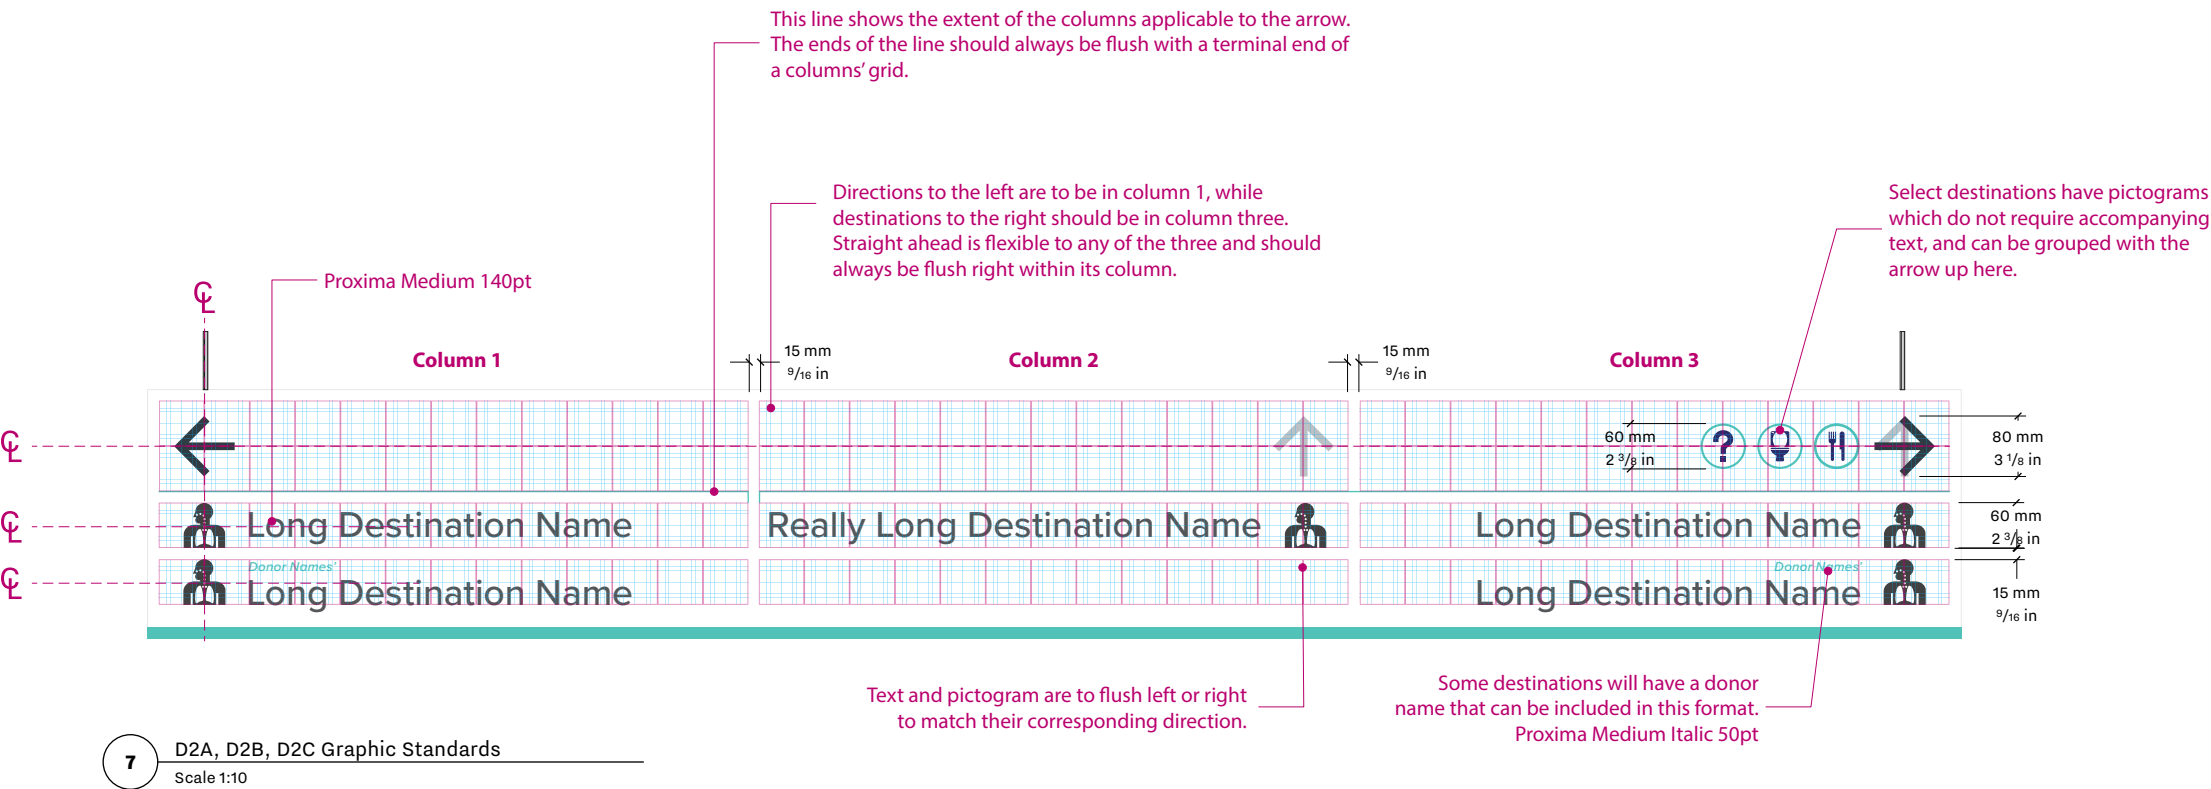 This line shows the extent of the columns applicable to the arrow.
The ends of the line should always be flush with a terminal end of
a columns' grid.
Directions to the left are to be in column 1, while
destinations to the right should be in column three.
Straight ahead is flexible to any of the three and should
always be flush right within its column.
Select destinations have pictograms
which do not require accompanying
text, and can be grouped with the
arrow up here.
Proxima Medium 140pt
℄
Column 1
15 mm
9/16 in
Column 2
15 mm
9/16 in
Column 3
℄
60 mm
2 3/8 in
?
80 mm
3 1/8 in
℄
Long Destination Name
Really Long Destination Name
Long Destination Name
60 mm
2 3/8 in
℄
Donor Names'
Long Destination Name
Donor Names'
Long Destination Name
15 mm
9/16 in
Text and pictogram are to flush left or right
to match their corresponding direction.
Some destinations will have a donor
name that can be included in this format.
Proxima Medium Italic 50pt
7
D2A, D2B, D2C Graphic Standards
Scale 1:10